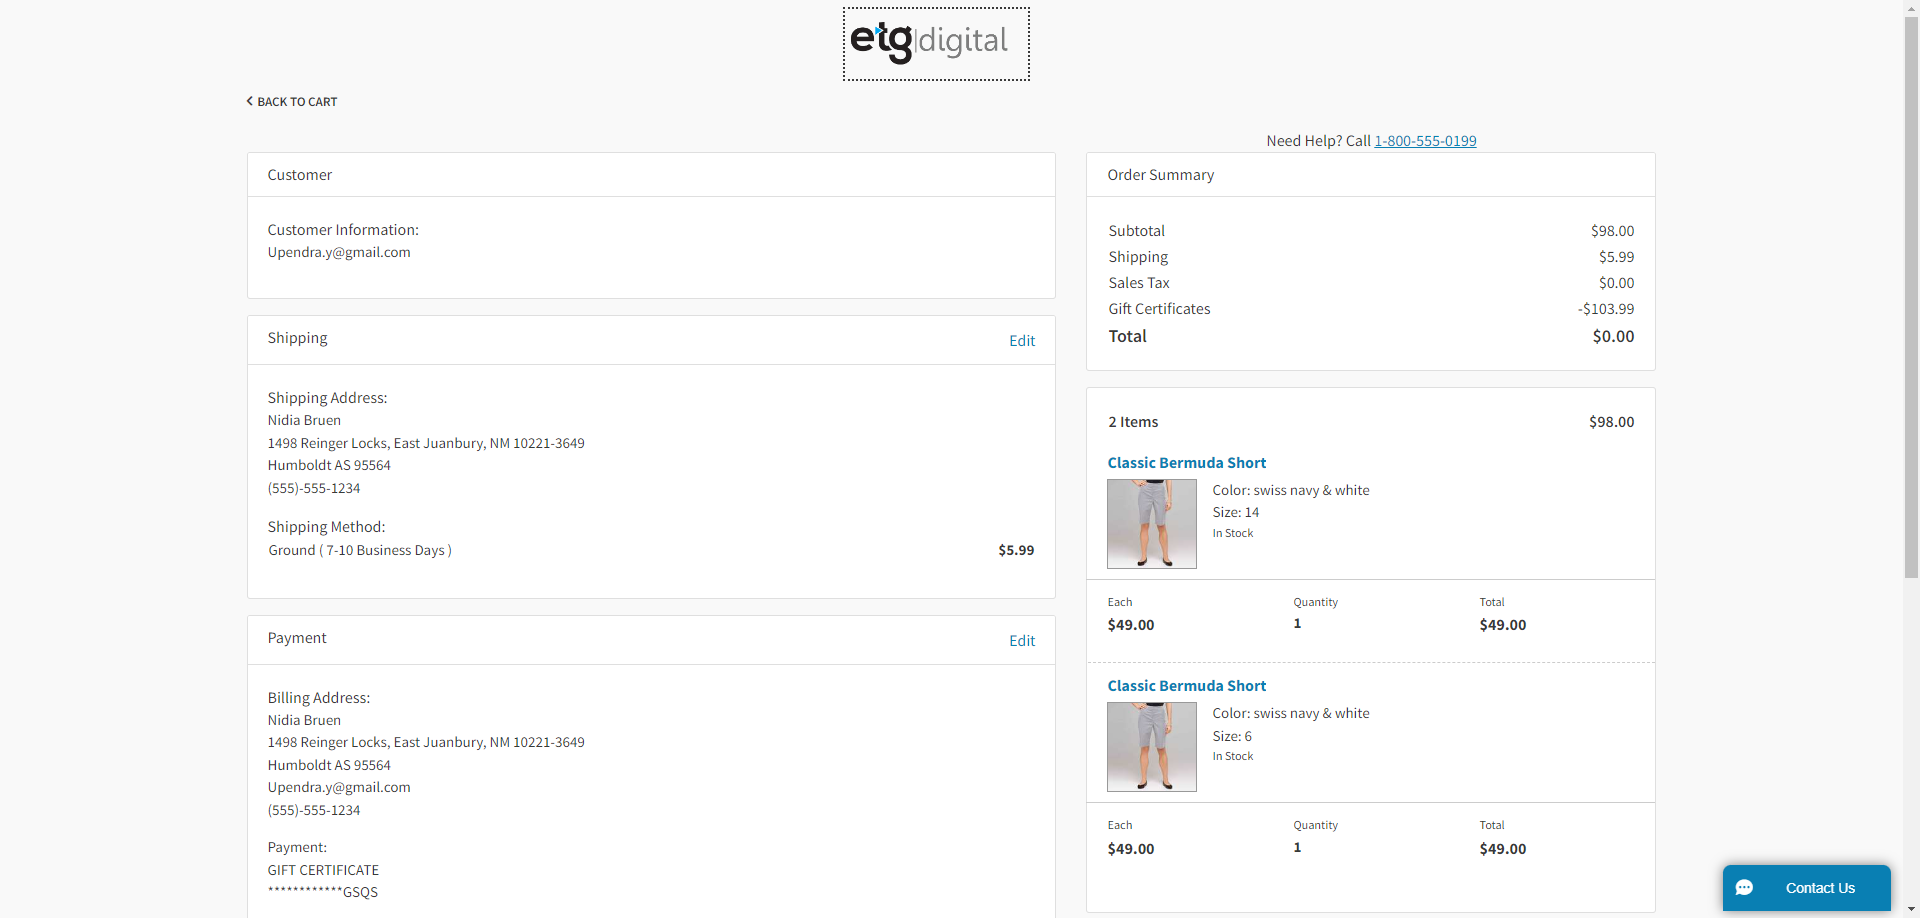 etg|digital
BACK TO CART
Need Help? Call 1-800-555-0199
Customer
Customer Information:
Upendra.y@gmail.com
Shipping
Edit
Shipping Address:
Nidia Bruen
1498 Reinger Locks, East Juanbury, NM 10221-3649
Humboldt AS 95564
(555)-555-1234
Shipping Method:
Ground ( 7-10 Business Days ) $5.99
Payment
Edit
Billing Address:
Nidia Bruen
1498 Reinger Locks, East Juanbury, NM 10221-3649
Humboldt AS 95564
Upendra.y@gmail.com
(555)-555-1234
Payment:
GIFT CERTIFICATE
************GSQS
Order Summary
Subtotal $98.00
Shipping $5.99
Sales Tax $0.00
Gift Certificates -$103.99
Total $0.00
2 Items $98.00
Classic Bermuda Short
Color: swiss navy & white
Size: 14
In Stock
Each Quantity Total
$49.00 1 $49.00
Classic Bermuda Short
Color: swiss navy & white
Size: 6
In Stock
Each Quantity Total
$49.00 1 $49.00
Contact Us